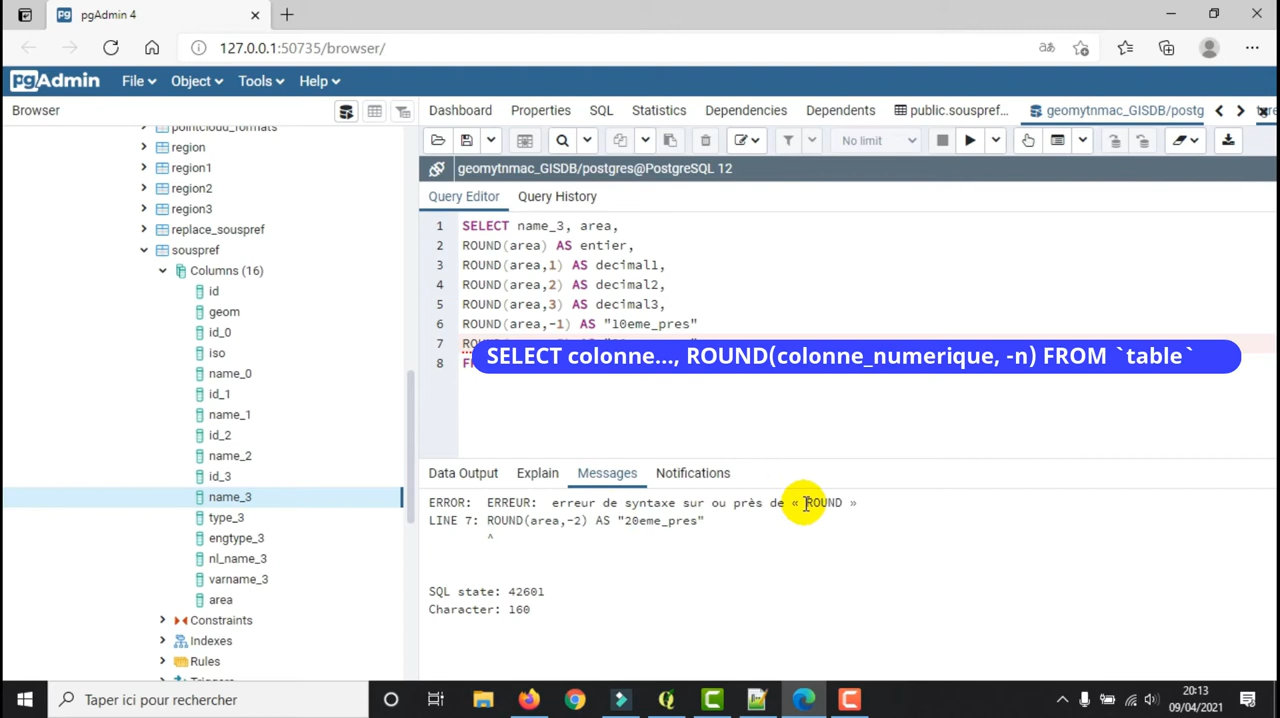 pgAdmin 4
127.0.0.1:50735/browser/
pgAdmin File Object Tools Help
Browser
Dashboard Properties SQL Statistics Dependencies Dependents public.souspref... geomytnmac_GISDB/postg
pointcloud_formats
region
region1
region2
region3
replace_souspref
souspref
Columns (16)
id
geom
id_0
iso
name_0
id_1
name_1
id_2
name_2
id_3
name_3
type_3
engtype_3
nl_name_3
varname_3
area
Constraints
Indexes
Rules
No limit
geomytnmac_GISDB/postgres@PostgreSQL 12
Query Editor Query History
1 SELECT name_3, area,
2 ROUND(area) AS entier,
3 ROUND(area,1) AS decimal1,
4 ROUND(area,2) AS decimal2,
5 ROUND(area,3) AS decimal3,
6 ROUND(area,-1) AS "10eme_pres"
7
8
SELECT colonne..., ROUND(colonne_numerique, -n) FROM `table`
Data Output Explain Messages Notifications
ERROR: ERREUR: erreur de syntaxe sur ou près de « ROUND »
LINE 7: ROUND(area,-2) AS "20eme_pres"
^
SQL state: 42601
Character: 160
Taper ici pour rechercher
20:13
09/04/2021